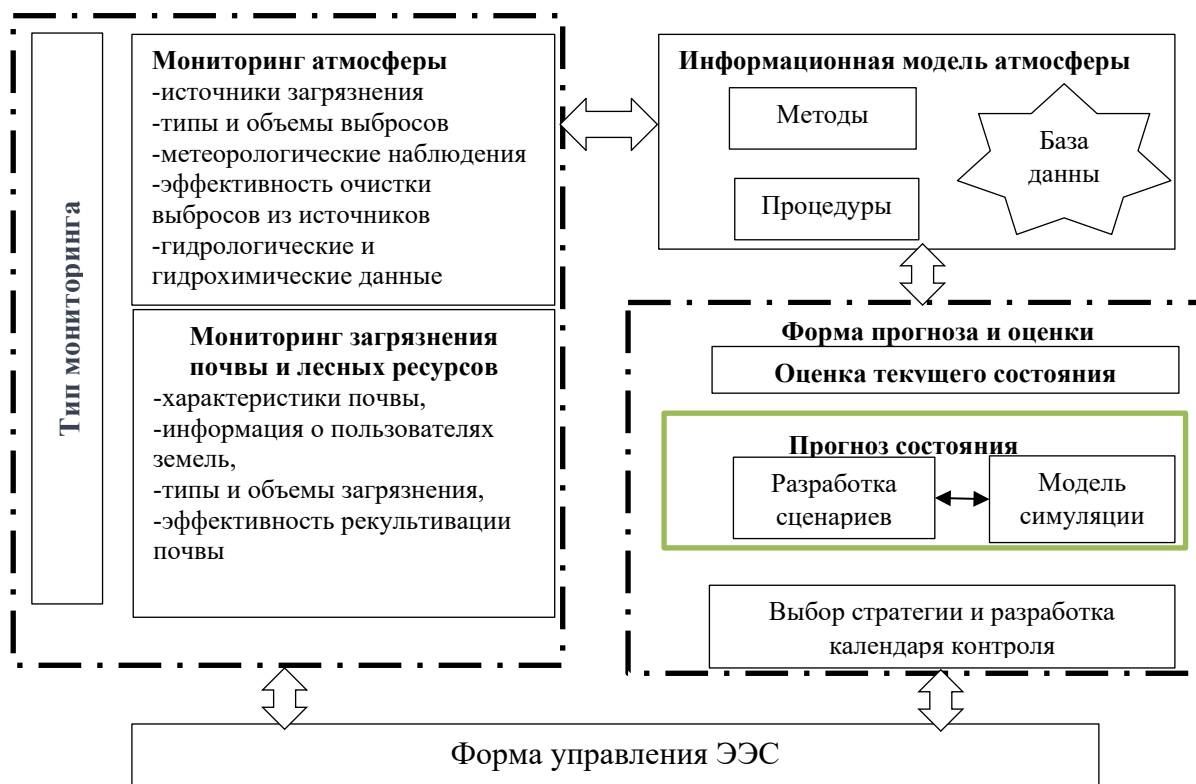 Тип мониторинга
Мониторинг атмосферы
-источники загрязнения
-типы и объемы выбросов
-метеорологические наблюдения
-эффективность очистки
выбросов из источников
-гидрологические и
гидрохимические данные
Мониторинг загрязнения
почвы и лесных ресурсов
-характеристики почвы,
-информация о пользователях
земель,
-типы и объемы загрязнения,
-эффективность рекультивации
почвы
Информационная модель атмосферы
Методы
Процедуры
База
данны
Форма прогноза и оценки
Оценка текущего состояния
Прогноз состояния
Разработка
сценариев
Модель
симуляции
Выбор стратегии и разработка
календаря контроля
Форма управления ЭЭС